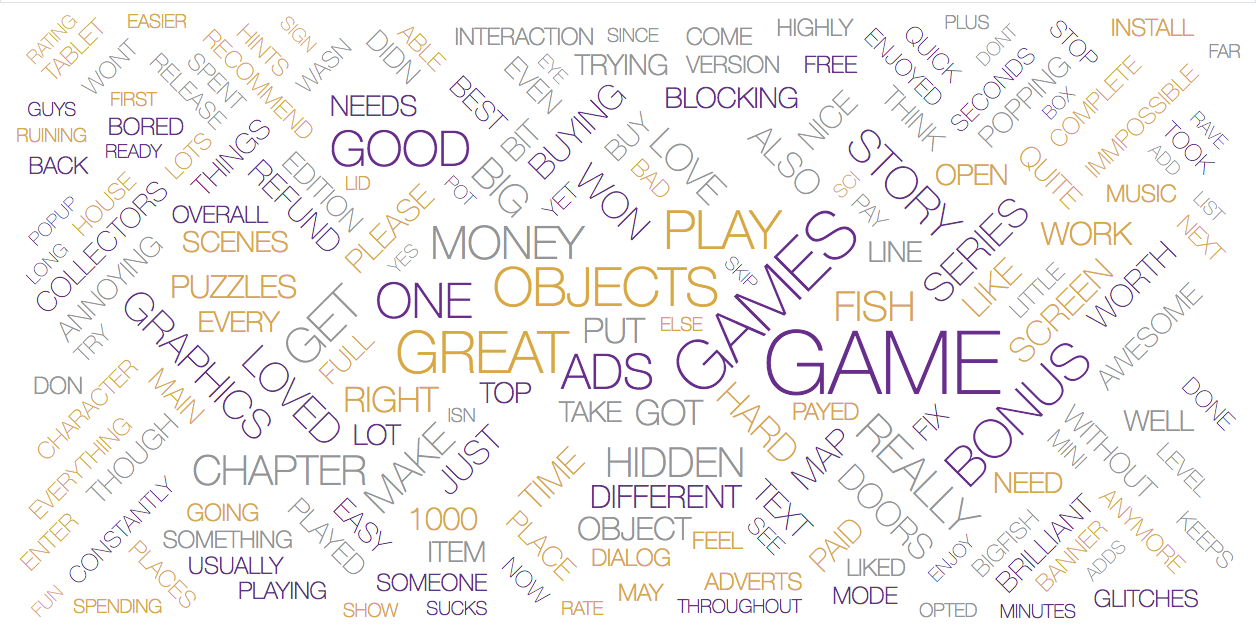 RATING
TABLET
EASIER
WONT
RELEASE
SPENT
RECOMMEND
HINTS
SIGN
WASN
DIDN
ABLE
INTERACTION
SINCE
COME
HIGHLY
PLUS
DONT
STOP
INSTALL
FAR
EVEN
EYE
TRYING
VERSION
FREE
ENJOYED
QUICK
SECONDS
POPPING
BOX
COMPLETE
IMMPOSSIBLE
GUYS
FIRST
RUINING
BORED
READY
BACK
LOTS
THINGS
NEEDS
BEST
BLOCKING
THINK
NICE
ALSO
TOOK
RAVE
ADD
LIST
NEXT
GOOD
LID
EDITION
REFUND
BIT
BIG
POT
BUYING
BUY
LOVE
BAD
WON
YET
SCI
PAY
STORY
OPEN
QUITE
MUSIC
POPUP
HOUSE
LONG
COLLECTORS
OVERALL
SCENES
PLEASE
YES
MONEY
PLAY
LINE
SERIES
WORK
ANNOYING
TRY
PUZZLES
EVERY
GRAPHICS
GET
FULL
ONE
OBJECTS
SKIP
GAMES
FISH
LIKE
LITTLE
SCREEN
WORTH
AWESOME
GREAT
PUT
ELSE
ADS
GAME
LOVED
DON
CHARACTER
MAIN
EVERYTHING
THOUGH
RIGHT
TOP
ISN
LOT
TAKE
GOT
HARD
PAYED
FIX
BONUS
WITHOUT
MINI
WELL
DONE
LEVEL
CHAPTER
MAKE
JUST
TIME
HIDDEN
MAP
REALLY
DOORS
NEED
DIFFERENT
TEXT
SEE
ENTER
CONSTANTLY
GOING
SOMETHING
PLAYED
EASY
1000
ITEM
PLACE
OBJECT
FEEL
PAID
DIALOG
BIGFISH
BRILLIANT
BANNER
ANYMORE
KEEPS
ADDS
FUN
PLACES
USUALLY
PLAYING
SOMEONE
NOW
MAY
ADVERTS
LIKED
ENJOY
MODE
SPENDING
SHOW
SUCKS
RATE
THROUGHOUT
OPTED
MINUTES
GLITCHES